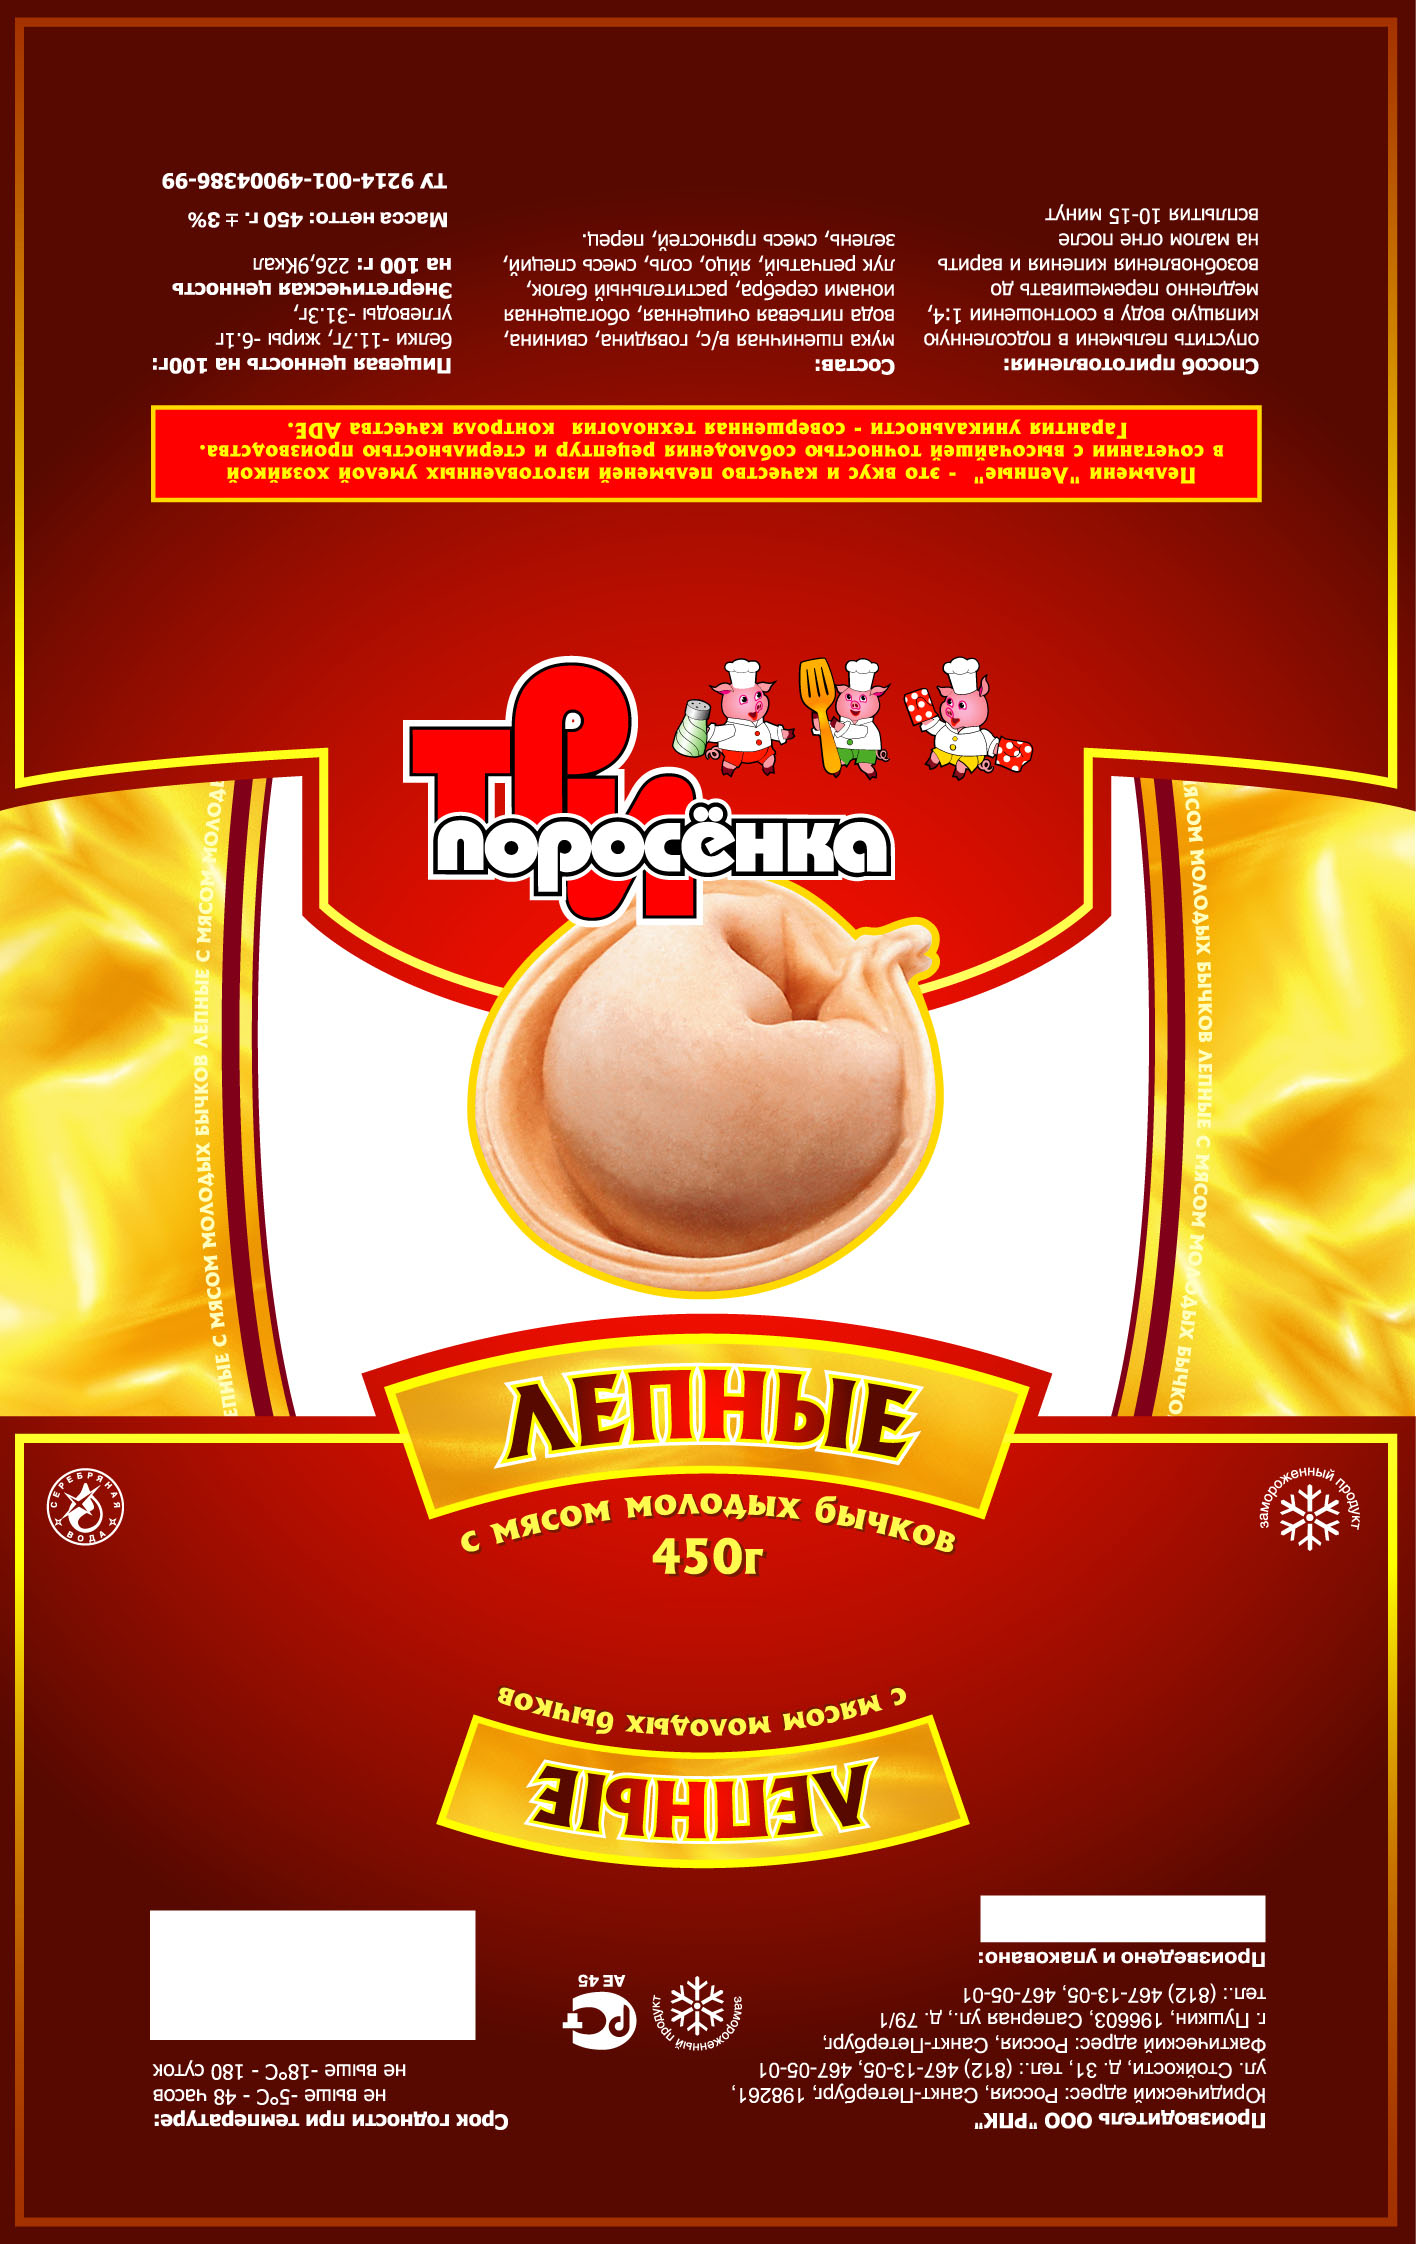 Способ приготовления:
опустить пельмени в подсоленную
кипящую воду в соотношении 1:4,
медленно перемешивать до
возобновления кипения и варить
на малом огне после
всплытия 10-15 минут
Состав:
мука пшеничная в/с, говядина, свинина,
вода питьевая очищенная, обогащенная
ионами серебра, растительный белок,
лук репчатый, яйцо, соль, смесь специй,
зелень, смесь пряностей, перец.
Пищевая ценность на 100г:
белки -11.7г, жиры -6.1г
углеводы -31.3г,
Энергетическая ценность
на 100 г: 226,9Ккал
Масса нетто: 450 г. ± 3%
ТУ 9214-001-49004386-99
Пельмени "Лепные" - это вкус и качество пельменей изготовленных умелой хозяйкой
в сочетании с высочайшей точностью соблюдения рецептур и стерильностью производства.
Гарантия уникальности - совершенная технология контроля качества ADE.
ТРИ
поросёнка
ЕПНЫЕ С МЯСОМ МОЛОДЫХ БЫЧКОВ ЛЕПНЫЕ С МЯСОМ МОЛОДЫ
ЯСОМ МОЛОДЫХ БЫЧКОВ ЛЕПНЫЕ С МЯСОМ МОЛОДЫХ БЫЧКО
ЛЕПНЫЕ
с мясом молодых бычков
450г
СЕРЕБРЯНАЯ
ВОДА
замороженный продукт
с мясом молодых бычков
ЛЕПНЫЕ
Производитель ООО "РПК"
Юридический адрес: Россия, Санкт-Петербург, 198261,
ул. Стойкости, д. 31, тел.: (812) 467-13-05, 467-05-01
Фактический адрес: Россия, Санкт-Петербург,
г. Пушкин, 196603, Саперная ул., д. 79/1
тел.: (812) 467-13-05, 467-05-01
Произведено и упаковано:
замороженный продукт
РС
АЕ 45
Срок годности при температуре:
не выше -5°С - 48 часов
не выше -18°С - 180 суток